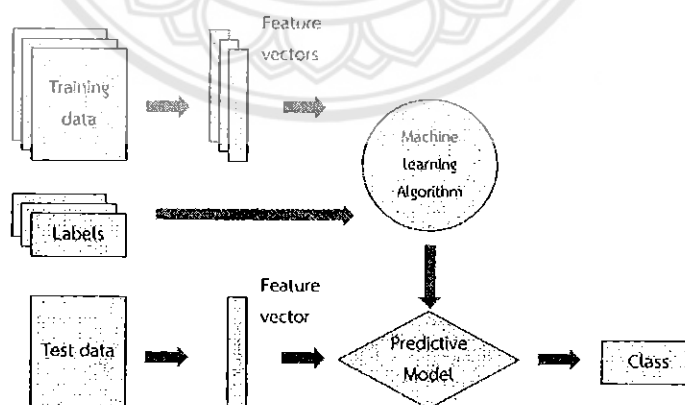 Feature
vectors
Training
data
Machine
Learning
Algorithm
Labels
Feature
vector
Test data
Predictive
Model
Class